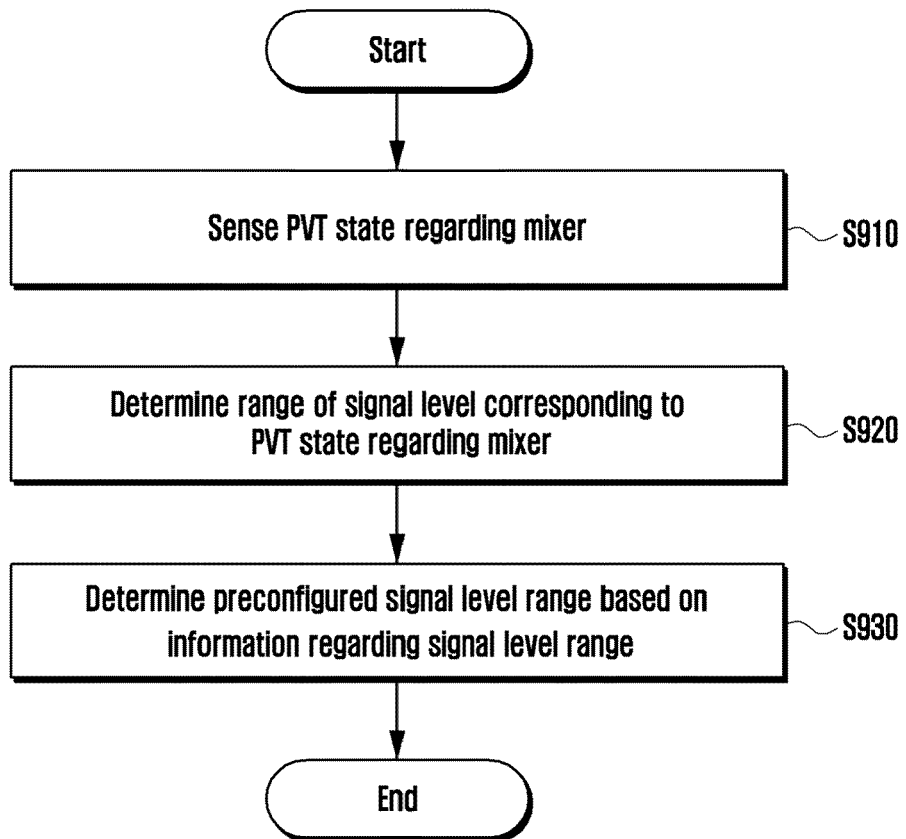 Start
Sense PVT state regarding mixer
S910
Determine range of signal level corresponding to
PVT state regarding mixer
S920
Determine preconfigured signal level range based on
information regarding signal level range
S930
End